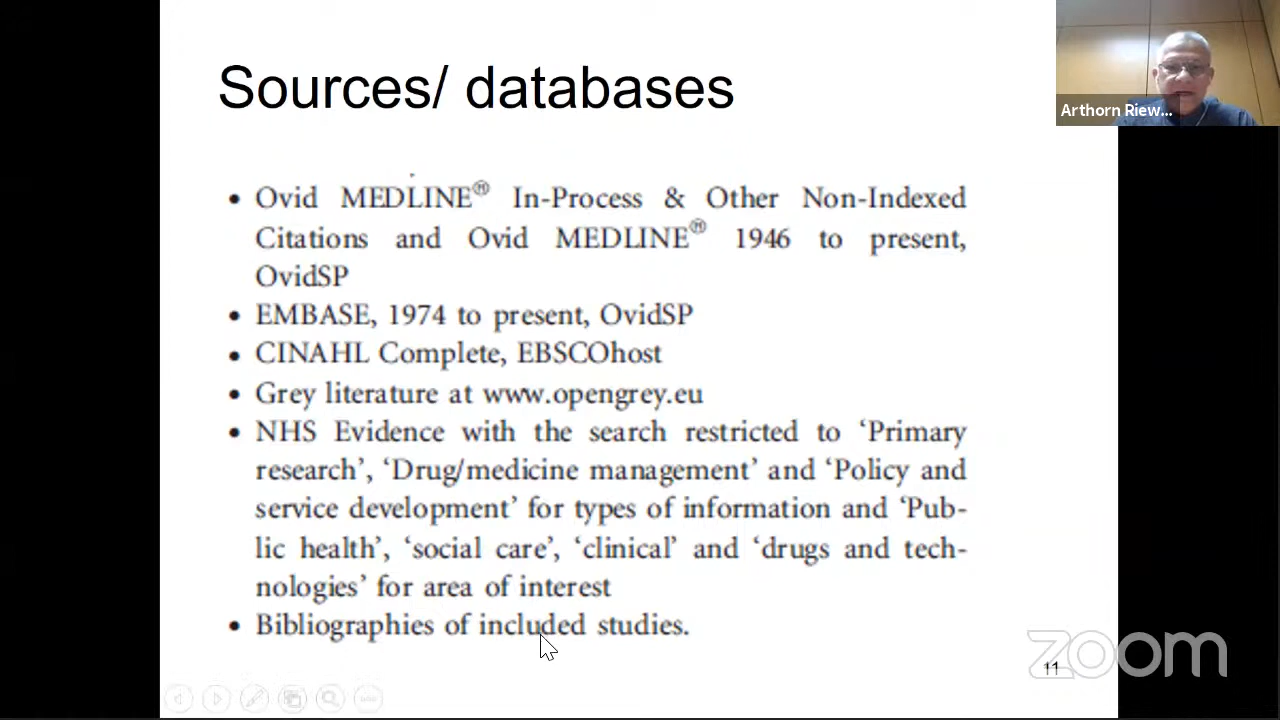 Sources/ databases
Arthorn Riew...
• Ovid MEDLINE® In-Process & Other Non-Indexed
Citations and Ovid MEDLINE® 1946 to present,
OvidSP
• EMBASE, 1974 to present, OvidSP
• CINAHL Complete, EBSCOhost
• Grey literature at www.opengrey.eu
• NHS Evidence with the search restricted to ‘Primary
research’, ‘Drug/medicine management’ and ‘Policy and
service development’ for types of information and ‘Pub-
lic health’, ‘social care’, ‘clinical’ and ‘drugs and tech-
nologies’ for area of interest
• Bibliographies of included studies.
zoom
11